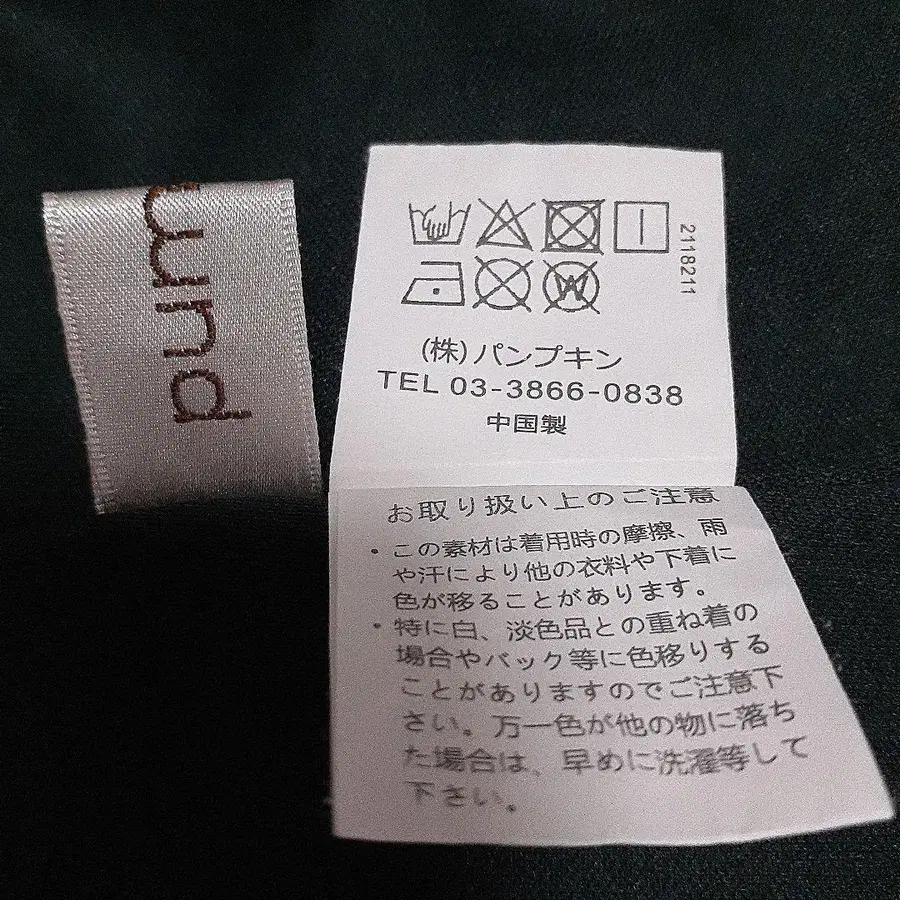 mund
2118211
W
(株)パンプキン
TEL 03-3866-0838
中国製
お取り扱い上のご注意
・この素材は着用時の摩擦、雨
や汗により他の衣料や下着に
色が移ることがあります。
・特に白、淡色品との重ね着の
場合やバック等に色移りする
ことがありますのでご注意下
さい。万一色が他の物に落ち
た場合は、早めに洗濯等して
下さい。